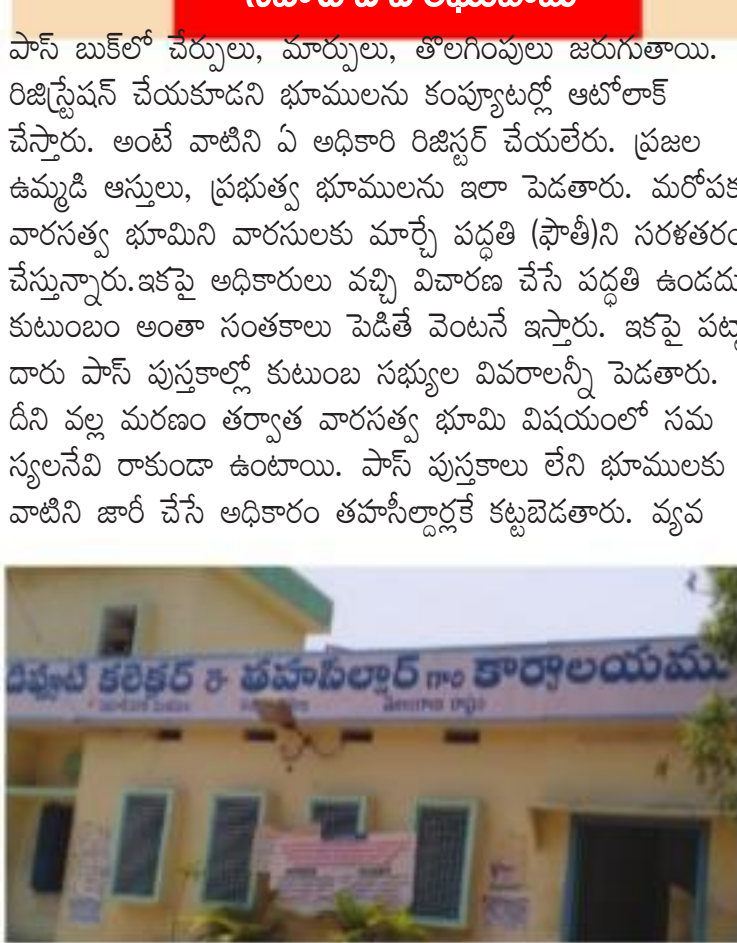 పాస్ బుక్‌లో చేర్పులు, మార్పులు, తొలగింపులు జరుగుతాయి.
రిజిస్ట్రేషన్ చేయకూడని భూములను కంప్యూటర్లో ఆటోలాక్
చేస్తారు. అంటే వాటిని ఏ అధికారి రిజిస్టర్ చేయలేరు. ప్రజల
ఉమ్మడి ఆస్తులు, ప్రభుత్వ భూములను ఇలా పెడతారు. మరోపక
వారసత్వ భూమిని వారసులకు మార్చే పద్ధతి (ఫౌతీ)ని సరళతరం
చేస్తున్నారు.ఇకపై అధికారులు వచ్చి విచారణ చేసే పద్ధతి ఉండదు
కుటుంబం అంతా సంతకాలు పెడితే వెంటనే ఇస్తారు. ఇకపై పట్టా
దారు పాస్ పుస్తకాల్లో కుటుంబ సభ్యుల వివరాలన్నీ పెడతారు.
దీని వల్ల మరణం తర్వాత వారసత్వ భూమి విషయంలో సమ
స్యలనేవి రాకుండా ఉంటాయి. పాస్ పుస్తకాలు లేని భూములకు
వాటిని జారీ చేసే అధికారం తహసీల్దార్లకే కట్టబెడతారు. వ్యవ
డిప్యూటి కలెక్టర్ & తహసీల్దార్ గారి కార్యాలయము